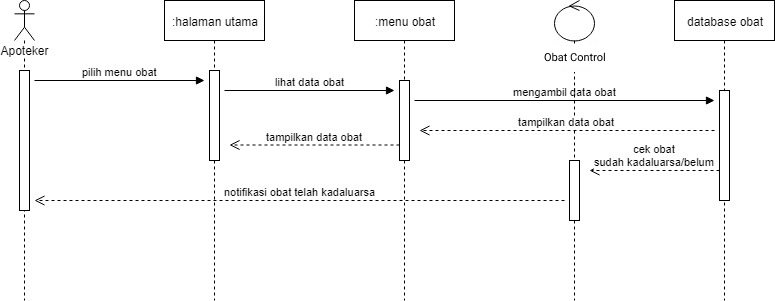 :halaman utama
:menu obat
database obat
Apoteker
Obat Control
pilih menu obat
lihat data obat
mengambil data obat
tampilkan data obat
tampilkan data obat
cek obat
sudah kadaluarsa/belum
notifikasi obat telah kadaluarsa